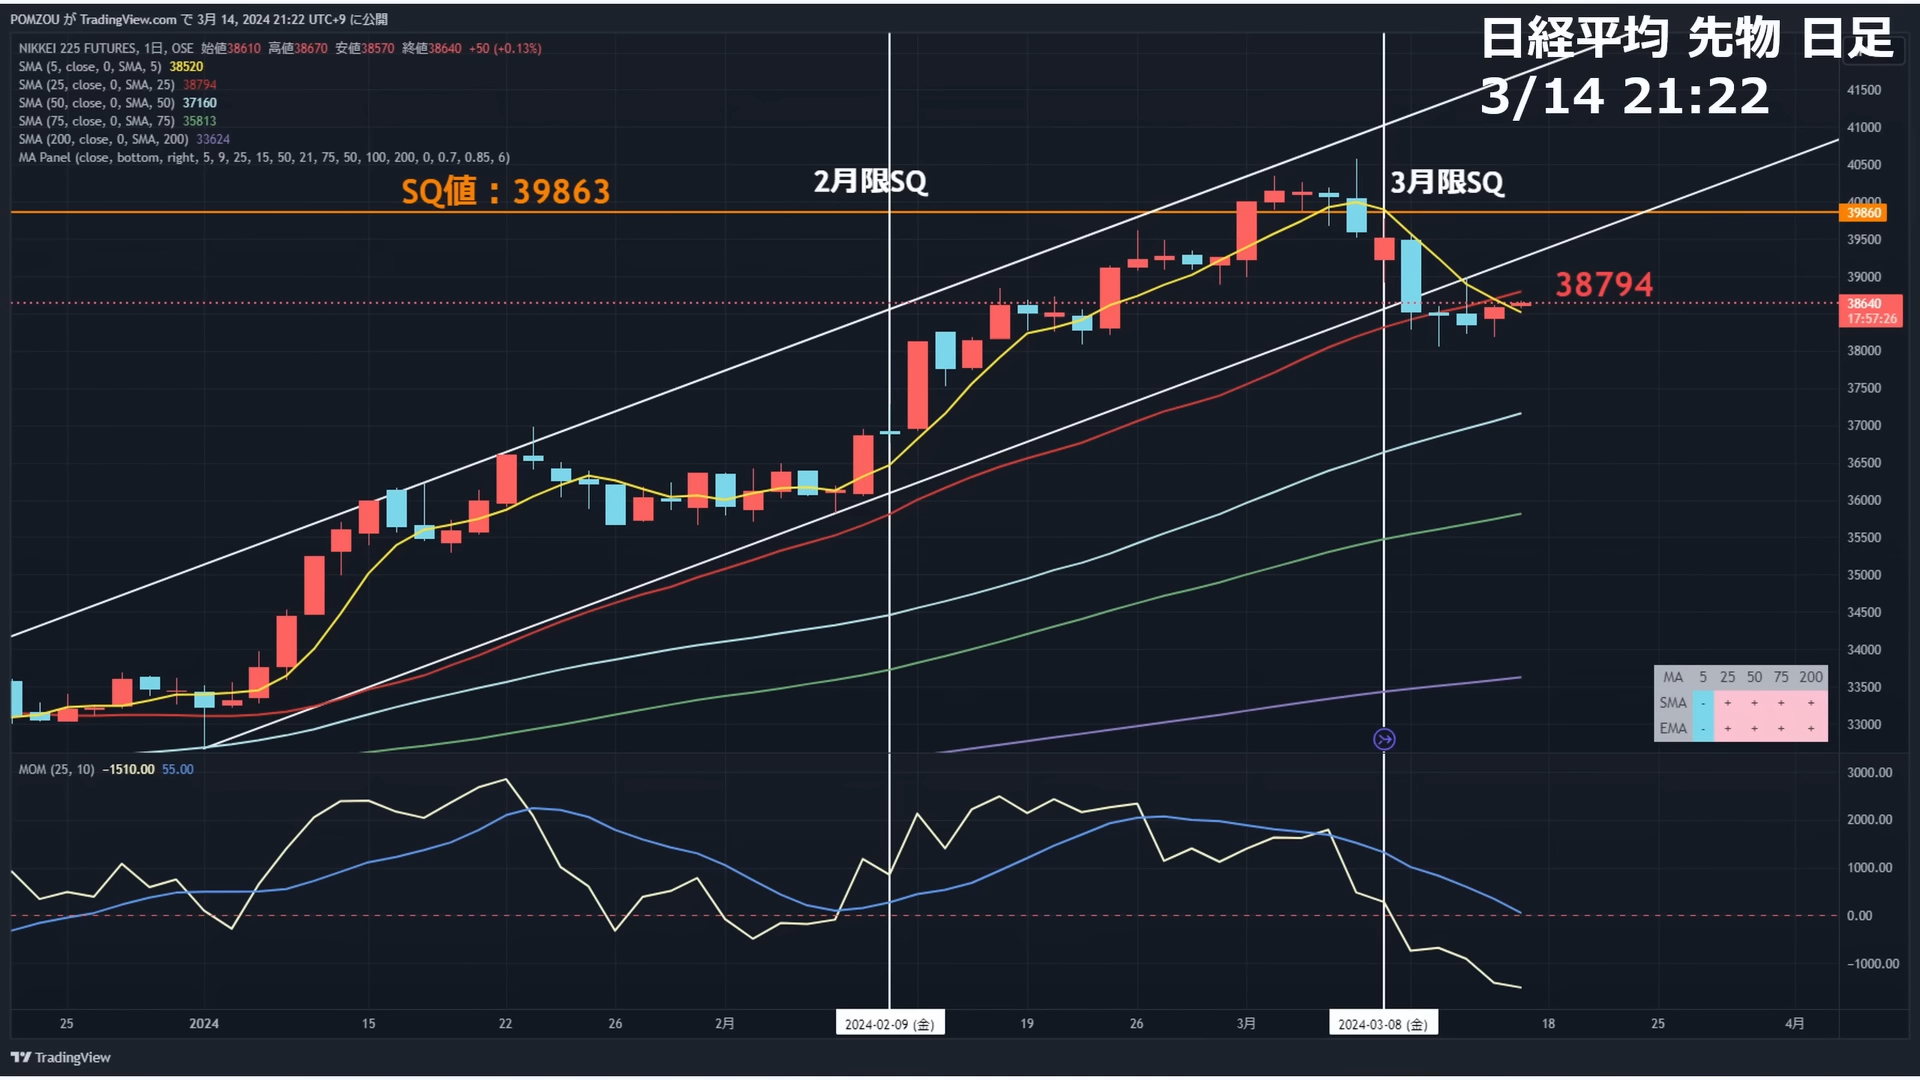 POMZOU が TradingView.com で 3月 14, 2024 21:22 UTC+9 に公開
日経平均 先物 日足
3/14 21:22
NIKKEI 225 FUTURES, 1日, OSE 始値38610 高値38670 安値38570 終値38640 +50 (+0.13%)
SMA (5, close, 0, SMA, 5) 38520
SMA (25, close, 0, SMA, 25) 38794
SMA (50, close, 0, SMA, 50) 37160
SMA (75, close, 0, SMA, 75) 35813
SMA (200, close, 0, SMA, 200) 33624
MA Panel (close, bottom, right, 5, 9, 25, 15, 50, 21, 75, 50, 100, 200, 0, 0.7, 0.85, 6)
SQ値：39863
2月限SQ
3月限SQ
38794
41500
41000
40500
40000
39860
39500
39000
38640
17:57:26
38000
37500
37000
36500
36000
35500
35000
34500
34000
33500
33000
MA 5 25 50 75 200
SMA - + + + +
EMA - + + + +
MOM (25, 10) −1510.00 55.00
3000.00
2000.00
1000.00
0.00
−1000.00
25 2024 15 22 26 2月 2024-02-09 (金) 19 26 3月 2024-03-08 (金) 18 25 4月
TradingView